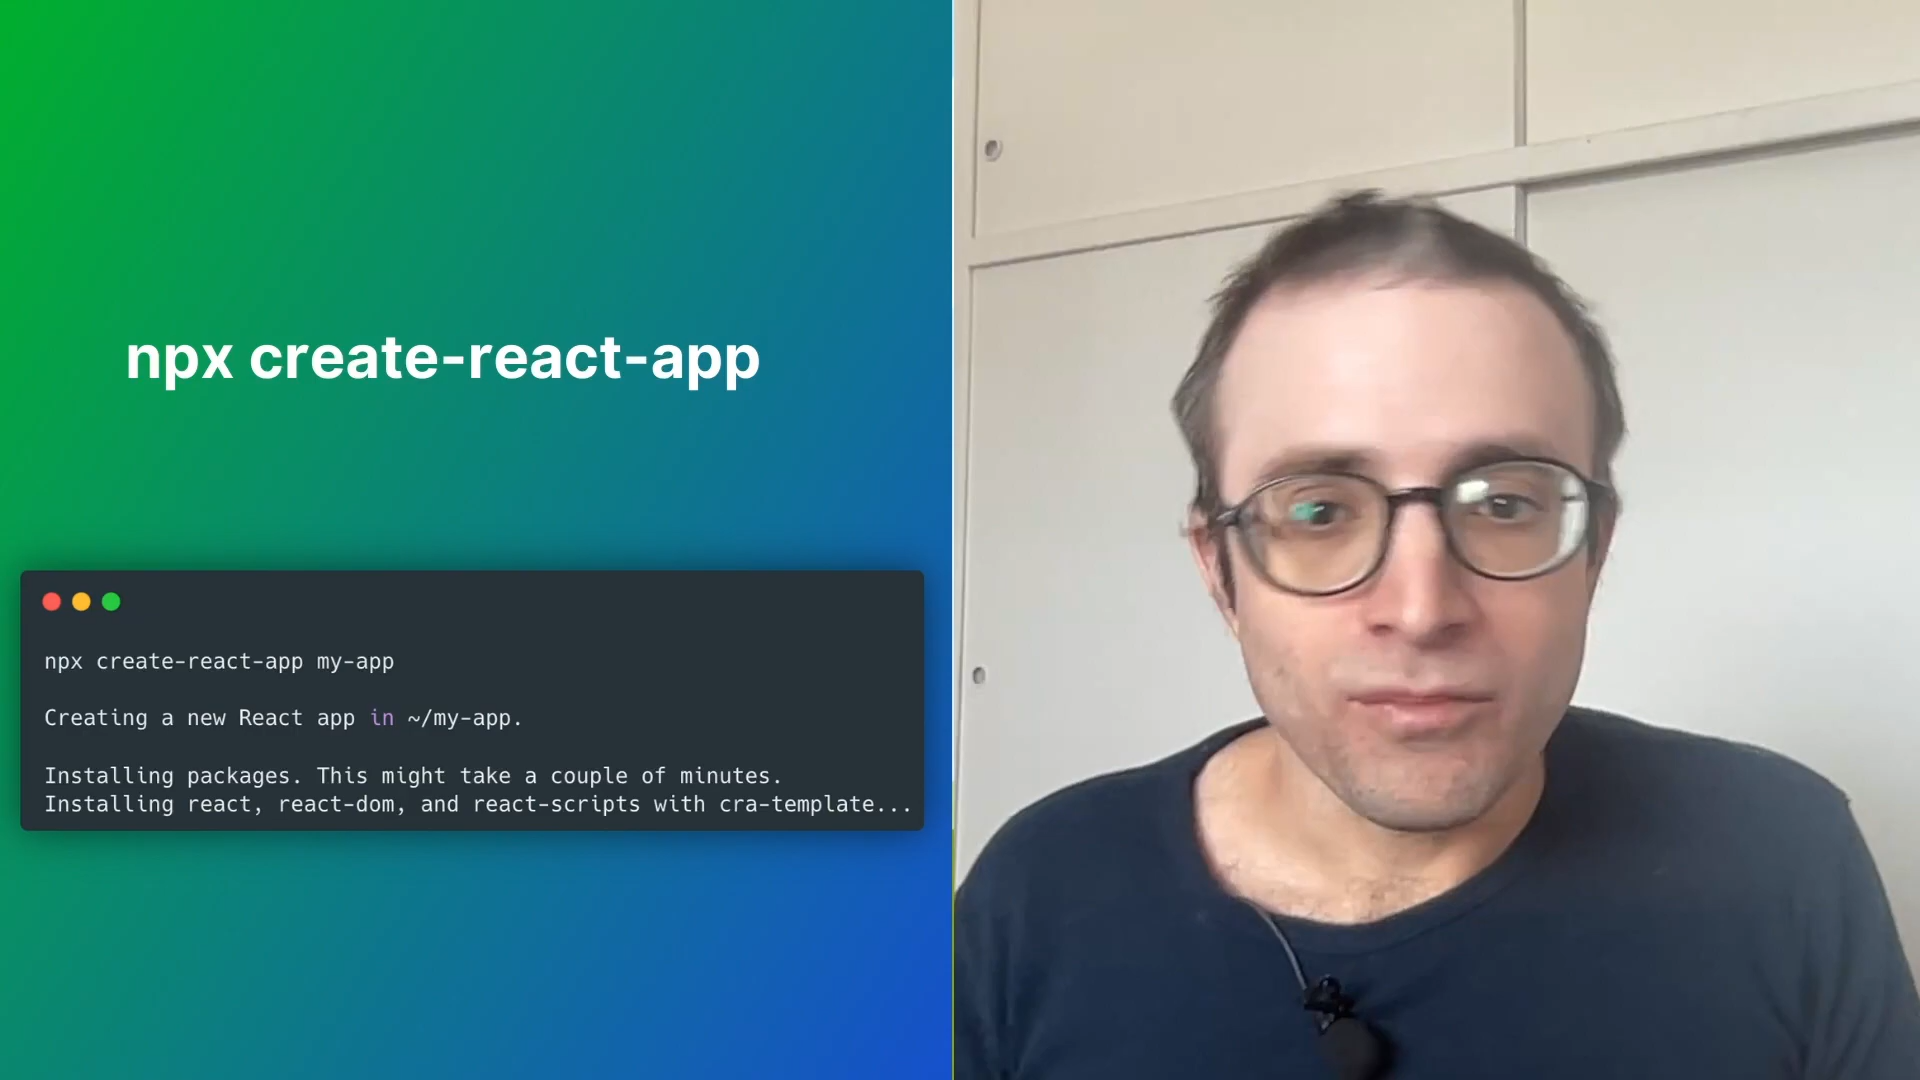 npx create-react-app
npx create-react-app my-app
Creating a new React app in ~/my-app.
Installing packages. This might take a couple of minutes.
Installing react, react-dom, and react-scripts with cra-template...